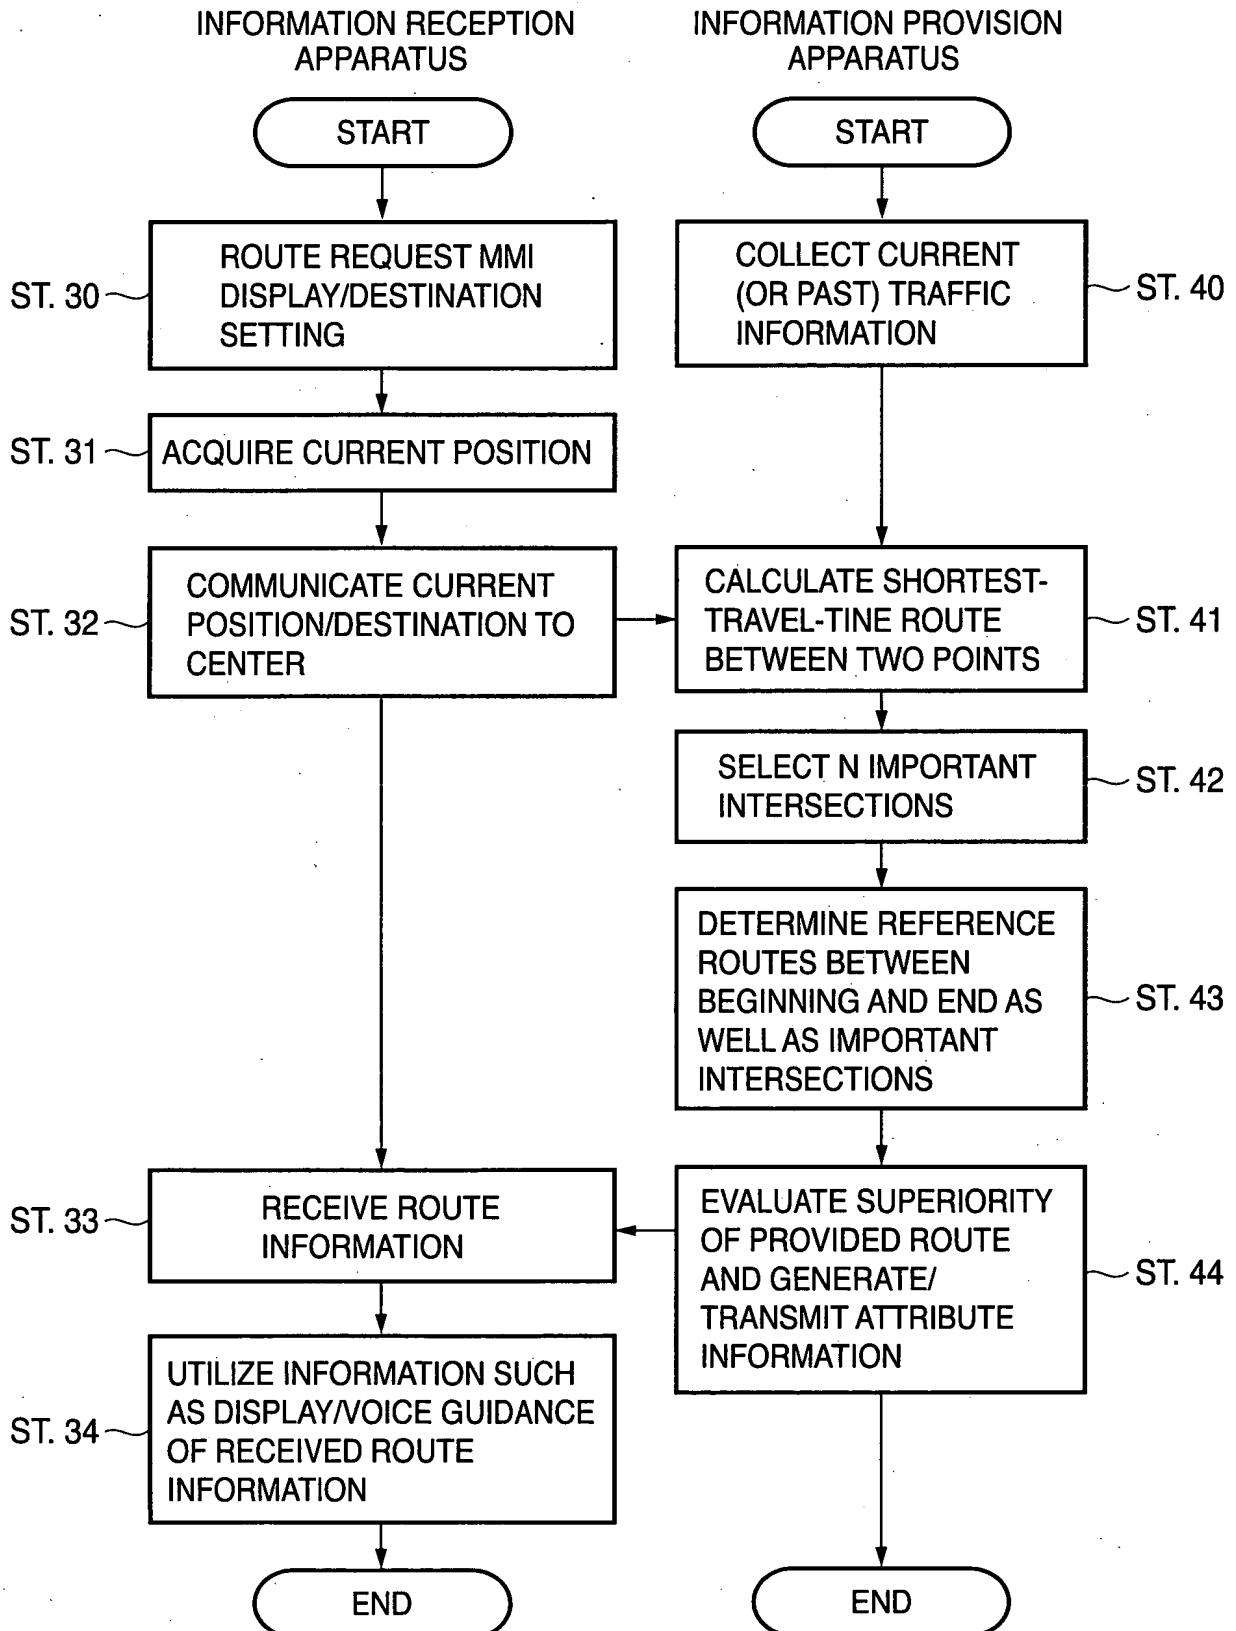 INFORMATION RECEPTION
APPARATUS
START
ST. 30
ROUTE REQUEST MMI
DISPLAY/DESTINATION
SETTING
ST. 31
ACQUIRE CURRENT POSITION
ST. 32
COMMUNICATE CURRENT
POSITION/DESTINATION TO
CENTER
ST. 33
RECEIVE ROUTE
INFORMATION
ST. 34
UTILIZE INFORMATION SUCH
AS DISPLAY/VOICE GUIDANCE
OF RECEIVED ROUTE
INFORMATION
END
INFORMATION PROVISION
APPARATUS
START
COLLECT CURRENT
(OR PAST) TRAFFIC
INFORMATION
ST. 40
CALCULATE SHORTEST-
TRAVEL-TINE ROUTE
BETWEEN TWO POINTS
ST. 41
SELECT N IMPORTANT
INTERSECTIONS
ST. 42
DETERMINE REFERENCE
ROUTES BETWEEN
BEGINNING AND END AS
WELL AS IMPORTANT
INTERSECTIONS
ST. 43
EVALUATE SUPERIORITY
OF PROVIDED ROUTE
AND GENERATE/
TRANSMIT ATTRIBUTE
INFORMATION
ST. 44
END